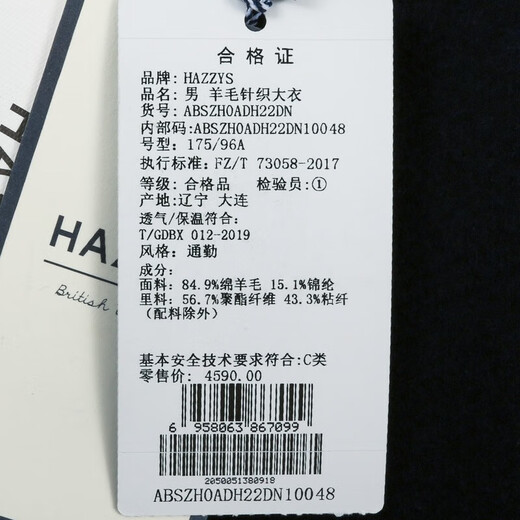 合格证
品牌: HAZZYS
品名: 男 羊毛针织大衣
货号: ABSZH0ADH22DN
内部码: ABSZH0ADH22DN10048
号型: 175/96A
执行标准: FZ/T 73058-2017
等级: 合格品 检验员: ①
产地: 辽宁 大连
透气/保温符合:
T/GDBX 012-2019
风格: 通勤
成分:
面料: 84.9%绵羊毛 15.1%锦纶
里料: 56.7%聚酯纤维 43.3%粘纤
(配料除外)
基本安全技术要求符合: C类
零售价: 4590.00
6 958063 867099
2050051380918
ABSZH0ADH22DN10048
HAZ
British